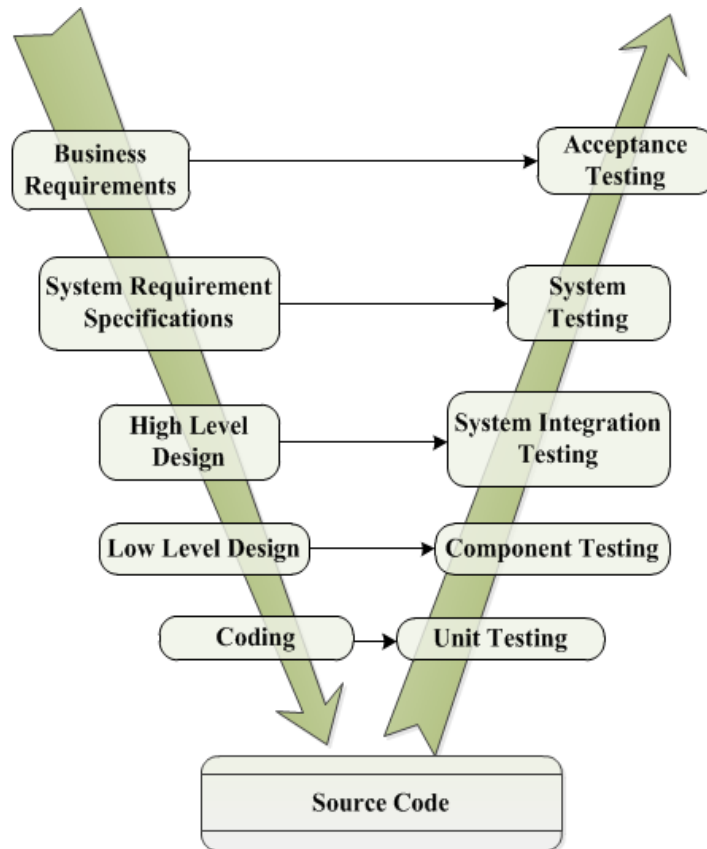 Business
Requirements
Acceptance
Testing
System Requirement
Specifications
System
Testing
High Level
Design
System Integration
Testing
Low Level Design
Component Testing
Coding
Unit Testing
Source Code